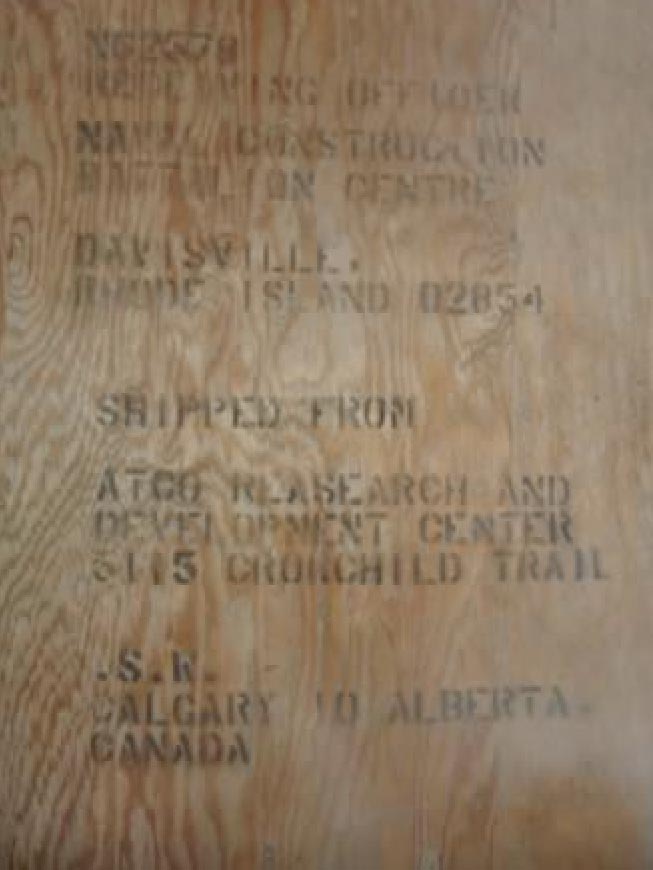 RECEIVING OFFICER
NAVAL CONSTRUCTION
BATTALION CENTRE
DAVISVILLE,
RHODE ISLAND 02854
SHIPPED FROM
ATCO REASEARCH AND
DEVELOPMENT CENTER
5115 CROWCHILD TRAIL
.S.W.
CALGARY 10 ALBERTA.
CANADA